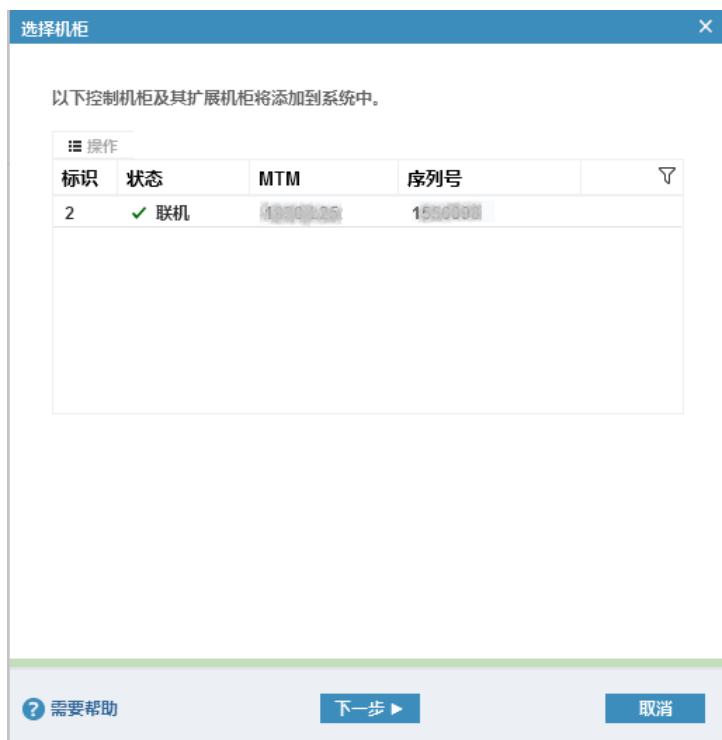 选择机柜
以下控制机柜及其扩展机柜将添加到系统中。
操作
标识 状态 MTM 序列号
2 联机
需要帮助 下一步 取消